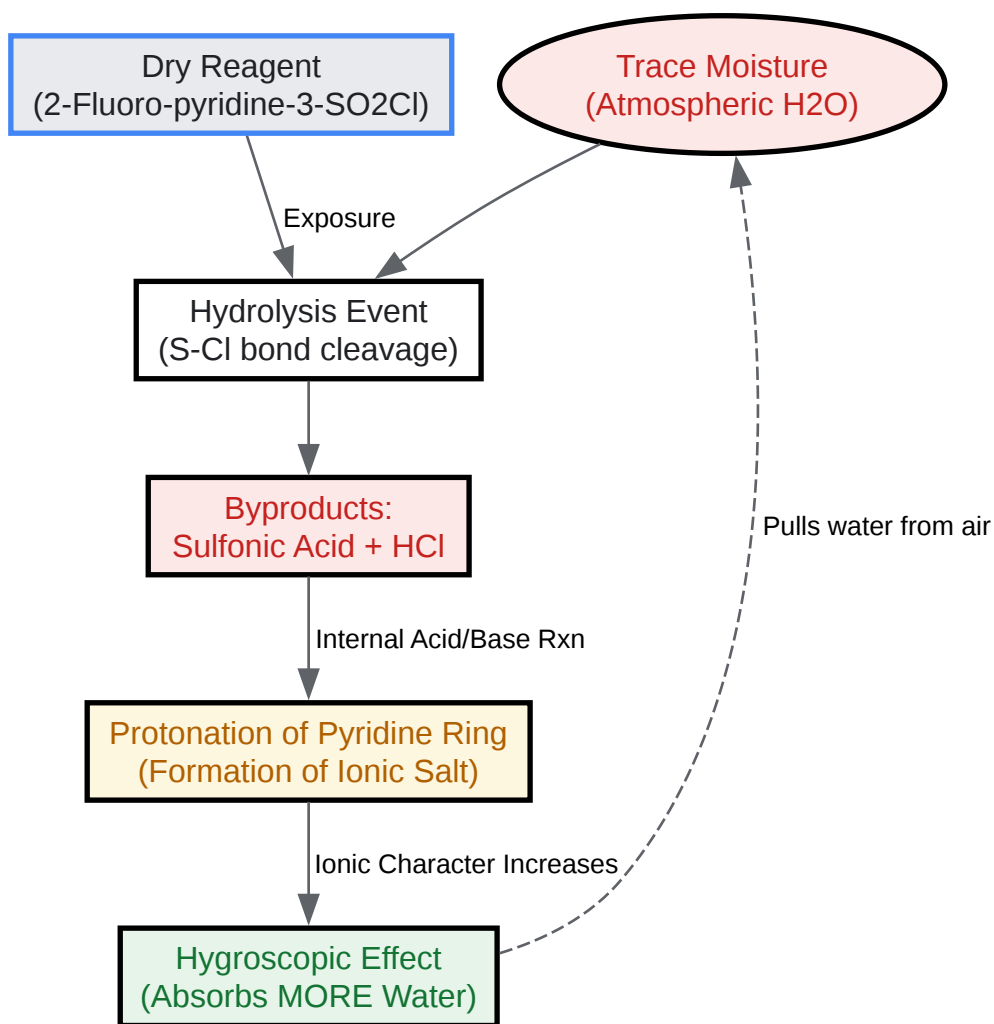 Dry Reagent
(2-Fluoro-pyridine-3-SO2Cl)
Trace Moisture
(Atmospheric H2O)
Exposure
Hydrolysis Event
(S-Cl bond cleavage)
Byproducts:
Sulfonic Acid + HCl
Pulls water from air
Internal Acid/Base Rxn
Protonation of Pyridine Ring
(Formation of Ionic Salt)
Ionic Character Increases
Hygroscopic Effect
(Absorbs MORE Water)